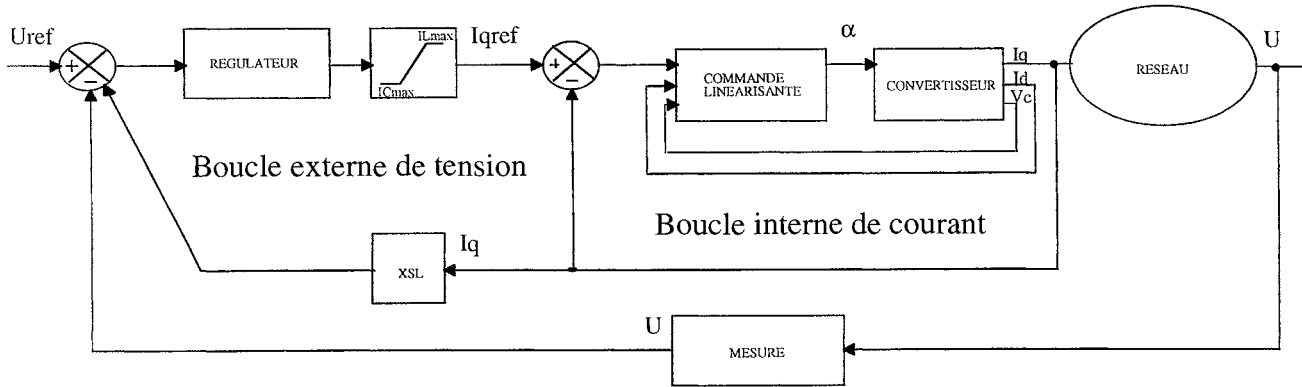 Uref
+
−
REGULATEUR
ILmax
ICmax
Iqref
+
−
COMMANDE
LINEARISANTE
α
CONVERTISSEUR
Iq
Id
Vc
RESEAU
U
Boucle externe de tension
Boucle interne de courant
XSL
Iq
U
MESURE